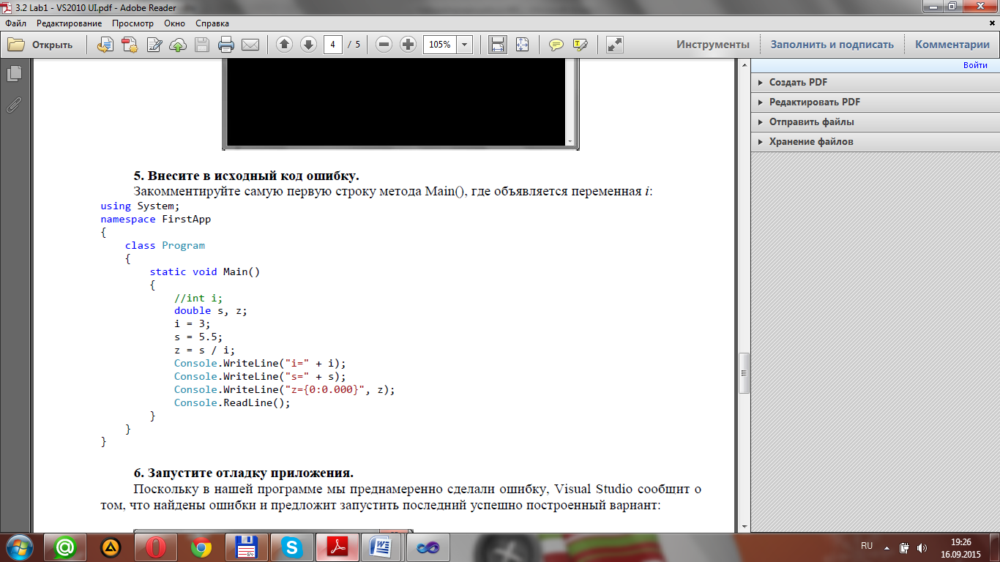 3.2 Lab1 - VS2010 UI.pdf - Adobe Reader
Файл Редактирование Просмотр Окно Справка
Открыть 4 / 5 105% Инструменты Заполнить и подписать Комментарии
Войти
Создать PDF
Редактировать PDF
Отправить файлы
Хранение файлов
5. Внесите в исходный код ошибку.
Закомментируйте самую первую строку метода Main(), где объявляется переменная i:
using System;
namespace FirstApp
{
class Program
{
static void Main()
{
//int i;
double s, z;
i = 3;
s = 5.5;
z = s / i;
Console.WriteLine("i=" + i);
Console.WriteLine("s=" + s);
Console.WriteLine("z={0:0.000}", z);
Console.ReadLine();
}
}
}
6. Запустите отладку приложения.
Поскольку в нашей программе мы преднамеренно сделали ошибку, Visual Studio сообщит о
том, что найдены ошибки и предложит запустить последний успешно построенный вариант:
RU 19:26
16.09.2015